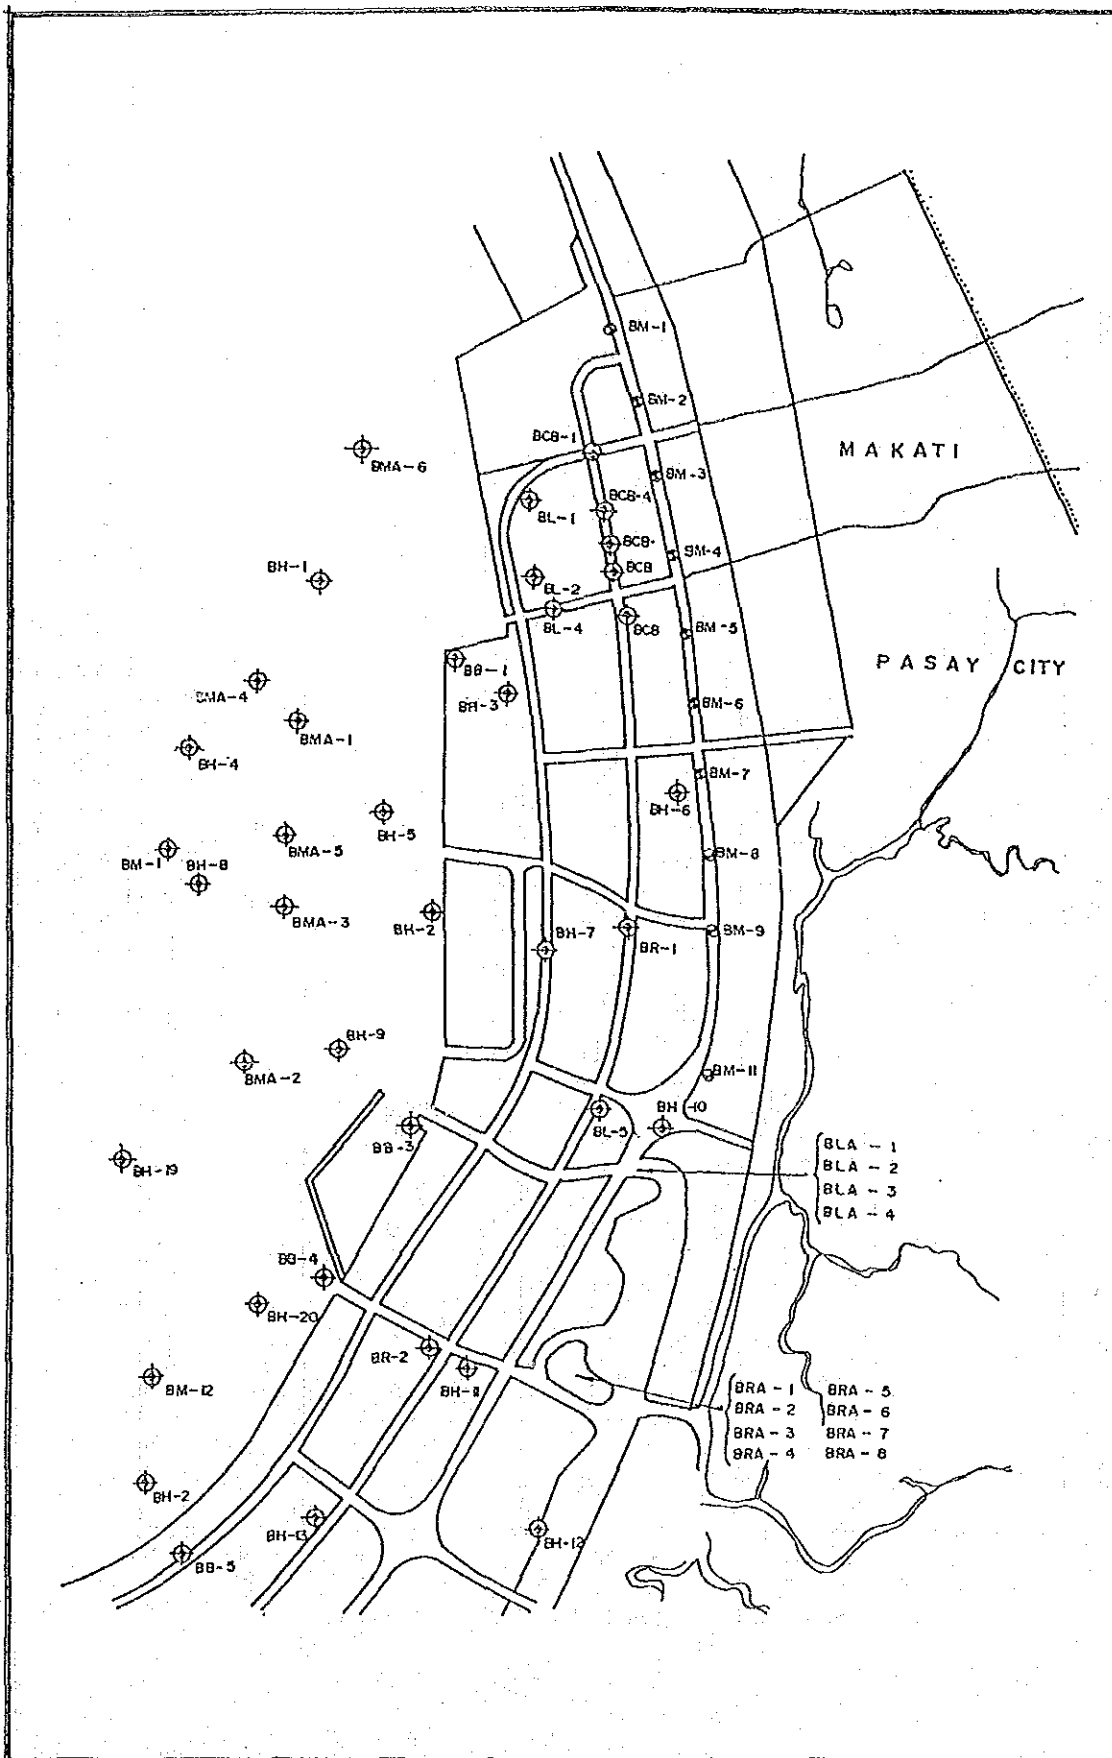 BM-1
BM-2
BCB-1
MAKATI
BMA-6
BM-3
BCB-4
BL-1
BCB-
BM-4
BH-1
BCB
BL-2
BL-4
BCB
BM-5
PASAY CITY
BB-1
BMA-4
BH-3
BM-6
BMA-1
BH-4
BM-7
BH-6
BH-5
BMA-5
BM-1
BH-8
BM-8
BMA-3
BH-2
BH-7
BR-1
BM-9
BH-9
BMA-2
BM-11
BH-10
BL-5
BB-3
BLA - 1
BLA - 2
BLA - 3
BLA - 4
BH-19
BB-4
BH-20
BR-2
BH-11
BM-12
BRA - 1 BRA - 5
BRA - 2 BRA - 6
BRA - 3 BRA - 7
BRA - 4 BRA - 8
BH-2
BH-13
BH-12
BB-5